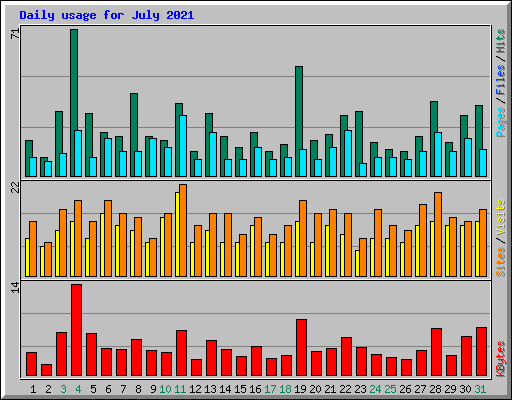 Daily usage for July 2021
71
Pages / Files / Hits
22
Sites / Visits
14
KBytes
1 2 3 4 5 6 7 8 9 10 11 12 13 14 15 16 17 18 19 20 21 22 23 24 25 26 27 28 29 30 31